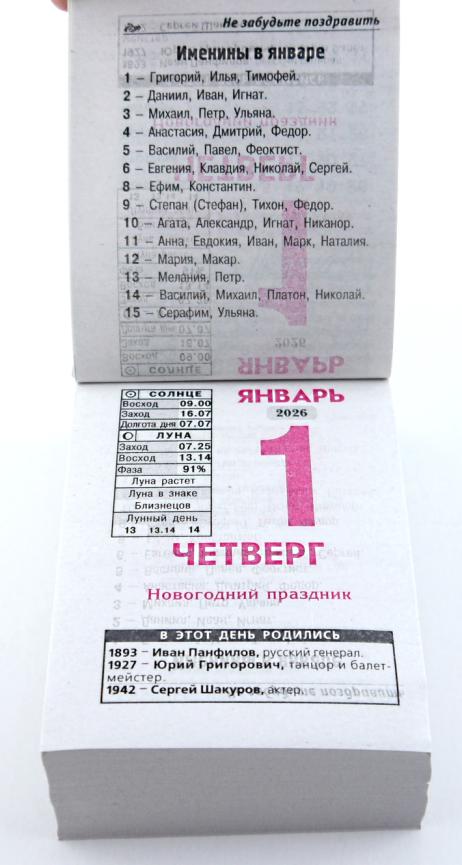 Не забудьте поздравить
Именины в январе
1 – Григорий, Илья, Тимофей.
2 – Даниил, Иван, Игнат.
3 – Михаил, Петр, Ульяна.
4 – Анастасия, Дмитрий, Федор.
5 – Василий, Павел, Феоктист.
6 – Евгения, Клавдия, Николай, Сергей.
8 – Ефим, Константин.
9 – Степан (Стефан), Тихон, Федор.
10 – Агата, Александр, Игнат, Никанор.
11 – Анна, Евдокия, Иван, Марк, Наталия.
12 – Мария, Макар.
13 – Мелания, Петр.
14 – Василий, Михаил, Платон, Николай.
15 – Серафим, Ульяна.
СОЛНЦЕ
Восход 09.00
Заход 16.07
Долгота дня 07.07
ЛУНА
Заход 07.25
Восход 13.14
Фаза 91%
Луна растет
Луна в знаке
Близнецов
Лунный день
13 13.14 14
ЯНВАРЬ
2026
1
ЧЕТВЕРГ
Новогодний праздник
В ЭТОТ ДЕНЬ РОДИЛИСЬ
1893 – Иван Панфилов, русский генерал.
1927 – Юрий Григорович, танцор и балет-
мейстер.
1942 – Сергей Шакуров, актер.